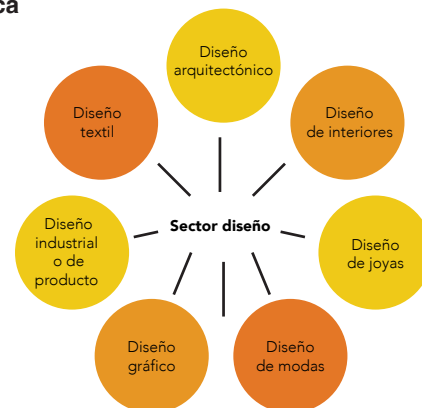 ca
Diseño
arquitectónico
Diseño
textil
Diseño
de interiores
Sector diseño
Diseño
industrial
o de
producto
Diseño
de joyas
Diseño
gráfico
Diseño
de modas